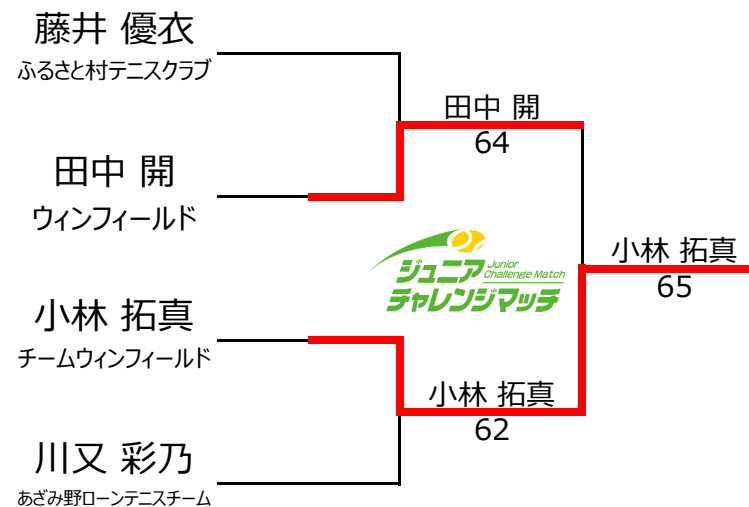 藤井 優衣
ふるさと村テニスクラブ
田中 開
64
田中 開
ウィンフィールド
ジュニア Junior
Challenge Match
チャレンジマッチ
小林 拓真
65
小林 拓真
チームウィンフィールド
小林 拓真
62
川又 彩乃
あざみ野ローンテニスチーム